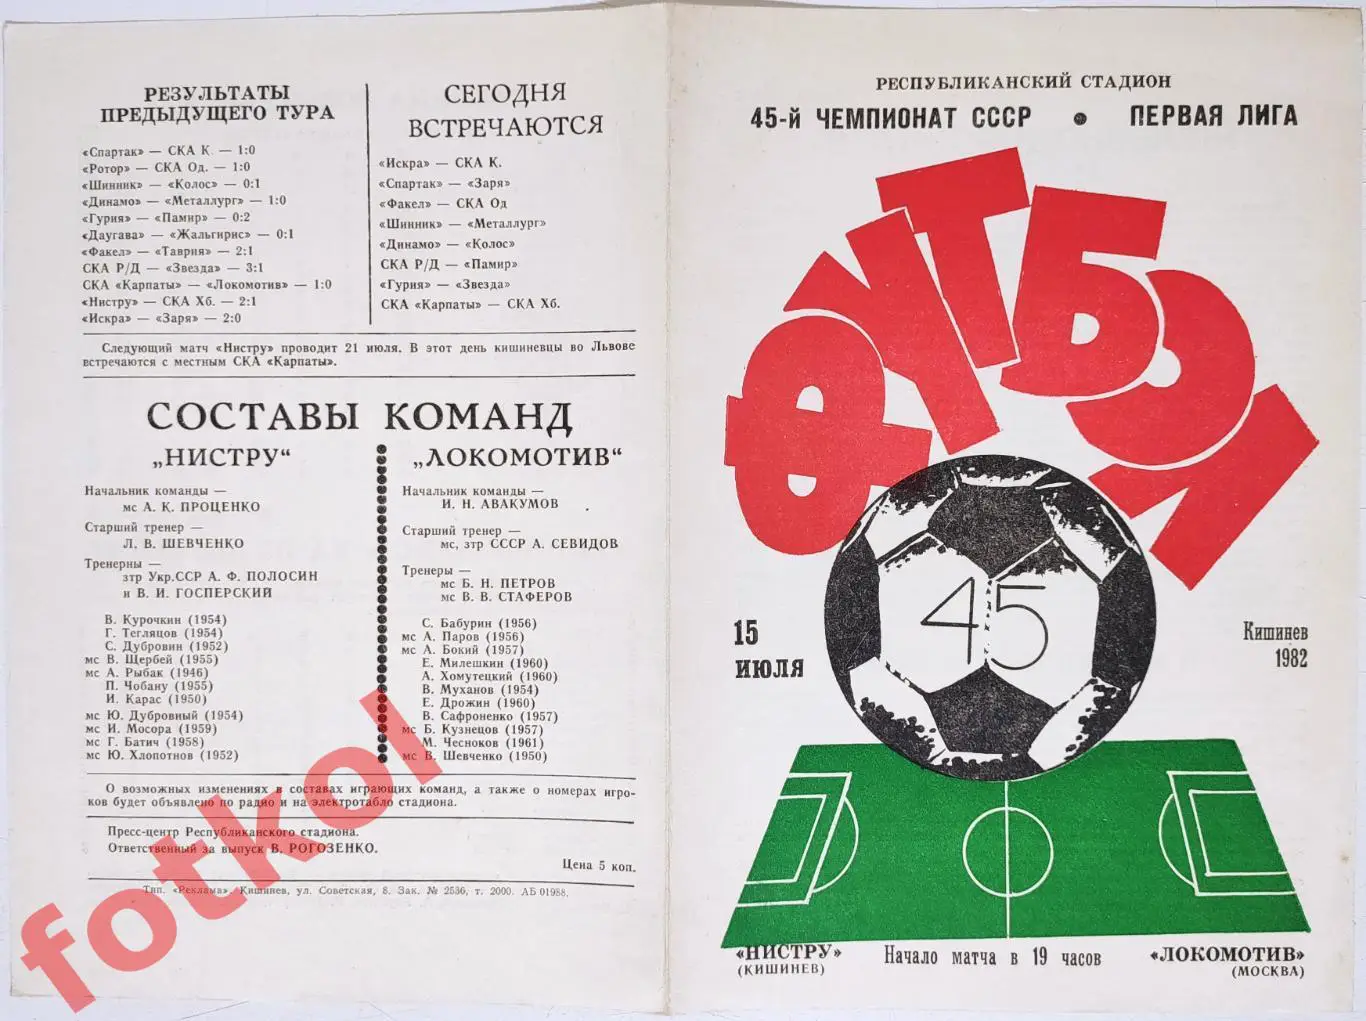 РЕЗУЛЬТАТЫ
ПРЕДЫДУЩЕГО ТУРА
«Спартак» — СКА К. — 1:0
«Ротор» — СКА Од. — 1:0
«Шинник» — «Колос» — 0:1
«Динамо» — «Металлург» — 1:0
«Гурия» — «Памир» — 0:2
«Даугава» — «Жальгирис» — 0:1
«Факел» — «Таврия» — 2:1
СКА Р/Д — «Звезда» — 3:1
СКА «Карпаты» — «Локомотив» — 1:0
«Нистру» — СКА Хб. — 2:1
«Искра» — «Заря» — 2:0
СЕГОДНЯ
ВСТРЕЧАЮТСЯ
«Искра» — СКА К.
«Спартак» — «Заря»
«Факел» — СКА Од
«Шинник» — «Металлург»
«Динамо» — «Колос»
СКА Р/Д — «Памир»
«Гурия» — «Звезда»
СКА «Карпаты» — СКА Хб.
Следующий матч «Нистру» проводит 21 июля. В этот день кишиневцы во Львове
встречаются с местным СКА «Карпаты».
СОСТАВЫ КОМАНД
„НИСТРУ“
Начальник команды —
мс А. К. ПРОЦЕНКО
Старший тренер —
Л. В. ШЕВЧЕНКО
Тренерны —
зтр Укр.ССР А. Ф. ПОЛОСИН
и В. И. ГОСПЕРСКИЙ
В. Курочкин (1954)
Г. Тегляцов (1954)
С. Дубровин (1952)
мс В. Щербей (1955)
мс А. Рыбак (1946)
П. Чобану (1955)
И. Карас (1950)
мс Ю. Дубровный (1954)
мс И. Мосора (1959)
мс Г. Батич (1958)
мс Ю. Хлопотнов (1952)
„ЛОКОМОТИВ“
Начальник команды —
И. Н. АВАКУМОВ
Старший тренер —
мс, зтр СССР А. СЕВИДОВ
Тренеры —
мс Б. Н. ПЕТРОВ
мс В. В. СТАФЕРОВ
С. Бабурин (1956)
мс А. Паров (1956)
мс А. Бокий (1957)
Е. Милешкин (1960)
А. Хомутецкий (1960)
В. Муханов (1954)
Е. Дрожин (1960)
В. Сафроненко (1957)
мс Б. Кузнецов (1957)
М. Чесноков (1961)
мс В. Шевченко (1950)
О возможных изменениях в составах играющих команд, а также о номерах игро-
ков будет объявлено по радио и на электротабло стадиона.
Пресс-центр Республиканского стадиона.
Ответственный за выпуск В. РОГОЗЕНКО.
Цена 5 коп.
Тип. «Реклама», Кишинев, ул. Советская, 8. Зак. № 2536, т. 2000. АБ 01988.
fotkol
РЕСПУБЛИКАНСКИЙ СТАДИОН
45-й ЧЕМПИОНАТ СССР • ПЕРВАЯ ЛИГА
ФУТБОЛ
45
15
ИЮЛЯ
Кишинев
1982
«НИСТРУ»
(КИШИНЕВ)
Начало матча в 19 часов
«ЛОКОМОТИВ»
(МОСКВА)